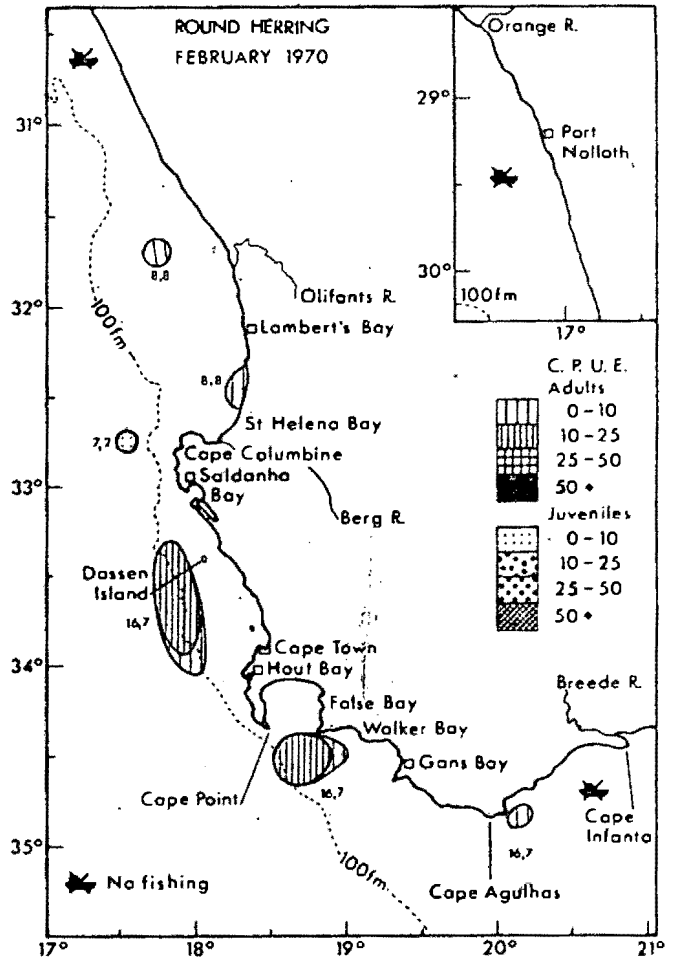 ROUND HERRING
FEBRUARY 1970
Orange R.
29°
Port
Nolloth
30°
100fm
17°
31°
8,8
Olifants R.
32°
100fm
Lambert's Bay
8,8
St Helena Bay
7,7
Cape Columbine
Saldanha
Bay
33°
Berg R.
C. P. U. E.
Adults
0-10
10-25
25-50
50+
Juveniles
0-10
10-25
25-50
50+
Dassen
Island
16,7
Cape Town
34°
Hout Bay
False Bay
Breede R.
Walker Bay
Gans Bay
Cape Point
16,7
Cape
Infanta
35°
16,7
100fm
No fishing
Cape Agulhas
17°
18°
19°
20°
21°